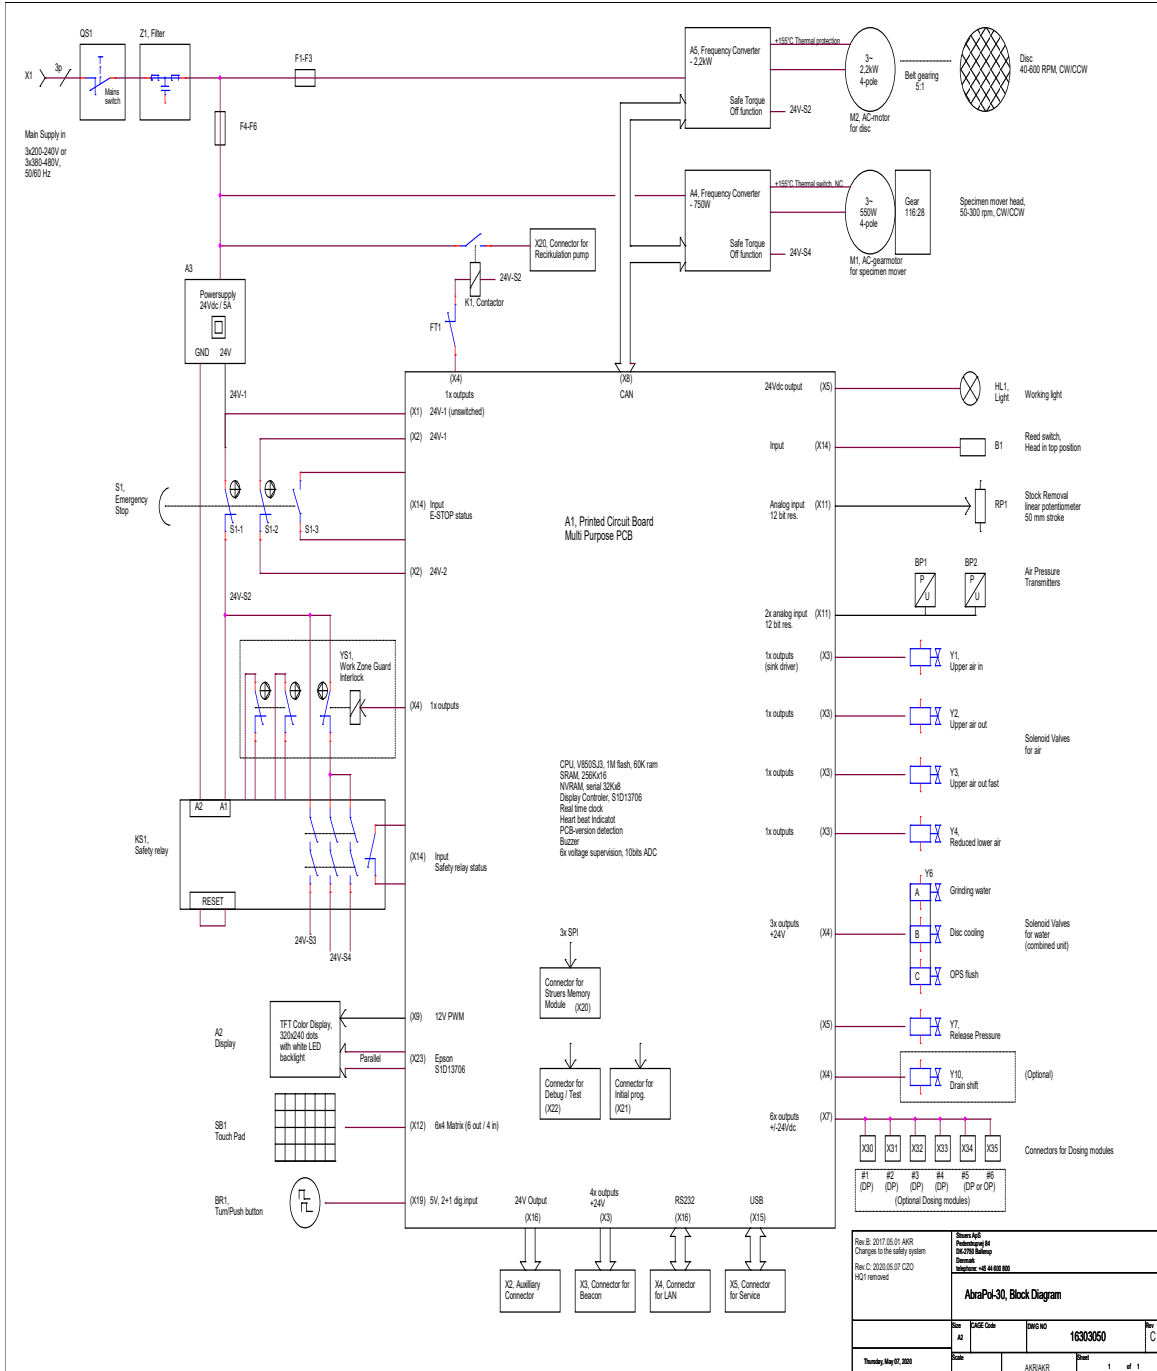 QS1
Z1, Filter
X1
3p
Mains
switch
F1-F3
F4-F6
Main Supply in
3x200-240V or
3x380-480V,
50/60 Hz
A5, Frequency Converter
- 2,2kW
Safe Torque
Off function
+155°C Thermal protection
24V-S2
3~
2,2kW
4-pole
M2, AC-motor
for disc
Belt gearing
5:1
Disc
40-600 RPM, CW/CCW
A4, Frequency Converter
- 750W
Safe Torque
Off function
+155°C Thermal switch, NC
24V-S4
3~
550W
4-pole
Gear
116:28
M1, AC-gearmotor
for specimen mover
Specimen mover head,
50-300 rpm, CW/CCW
X20, Connector for
Recirkulation pump
24V-S2
K1, Contactor
FT1
A3
Powersupply
24Vdc / 5A
GND
24V
24V-1
(X4)
1x outputs
(X8)
CAN
(X1)
24V-1 (unswitched)
(X2)
24V-1
S1,
Emergency
Stop
S1-1
S1-2
S1-3
(X14)
Input
E-STOP status
(X2)
24V-2
24V-S2
A1, Printed Circuit Board
Multi Purpose PCB
24Vdc output
(X5)
HL1,
Light
Working light
Input
(X14)
B1
Reed switch,
Head in top position
Analog input
12 bit res.
(X11)
RP1
Stock Removal
linear potentiometer
50 mm stroke
BP1
BP2
P
U
P
U
Air Pressure
Transmitters
2x analog input
12 bit res.
(X11)
YS1,
Work Zone Guard
Interlock
(X4)
1x outputs
1x outputs
(sink driver)
(X3)
Y1,
Upper air in
1x outputs
(X3)
Y2,
Upper air out
Solenoid Valves
for air
1x outputs
(X3)
Y3,
Upper air out fast
1x outputs
(X3)
Y4,
Reduced lower air
CPU, V850SJ3, 1M flash, 60K ram
SRAM, 256Kx16
NVRAM, serial 32Kx8
Display Controler, S1D13706
Real time clock
Heart beat Indicatot
PCB-version detection
Buzzer
6x voltage supervision, 10bits ADC
KS1,
Safety relay
A2
A1
RESET
(X14)
Input
Safety relay status
24V-S3
24V-S4
Y6
A
Grinding water
3x outputs
+24V
(X4)
B
Disc cooling
Solenoid Valves
for water
(combined unit)
C
OPS flush
3x SPI
Connector for
Struers Memory
Module
(X20)
Connector for
Debug / Test
(X22)
Connector for
Initial prog.
(X21)
(X5)
Y7,
Release Pressure
(X4)
Y10,
Drain shift
(Optional)
A2
Display
TFT Color Display,
320x240 dots
with white LED
backlight
Parallel
(X9)
12V PWM
(X23)
Epson
S1D13706
SB1
Touch Pad
(X12)
6x4 Matrix (6 out / 4 in)
6x outputs
+/-24Vdc
(X7)
X30
X31
X32
X33
X34
X35
Connectors for Dosing modules
#1
(DP)
#2
(DP)
#3
(DP)
#4
(DP)
#5
#6
(DP or OP)
(Optional Dosing modules)
BR1,
Turn/Push button
(X19)
5V, 2+1 dig.input
24V Output
(X16)
4x outputs
+24V
(X3)
RS232
(X16)
USB
(X15)
X2, Auxilliary
Connector
X3, Connector for
Beacon
X4, Connector
for LAN
X5, Connector
for Service
Rev.B: 2017.05.01 AKR
Changes to the safety system
Rev.C: 2020.05.07 CZO
HQ1 removed
Struers ApS
Pederstrupvej 84
DK-2750 Ballerup
Denmark
telephone: +45 44 600 800
AbraPol-30, Block Diagram
Size
A2
CAGE Code
DWG NO
16303050
Rev
C
Thursday, May 07, 2020
Scale
AKR/AKR
Sheet
1 of 1